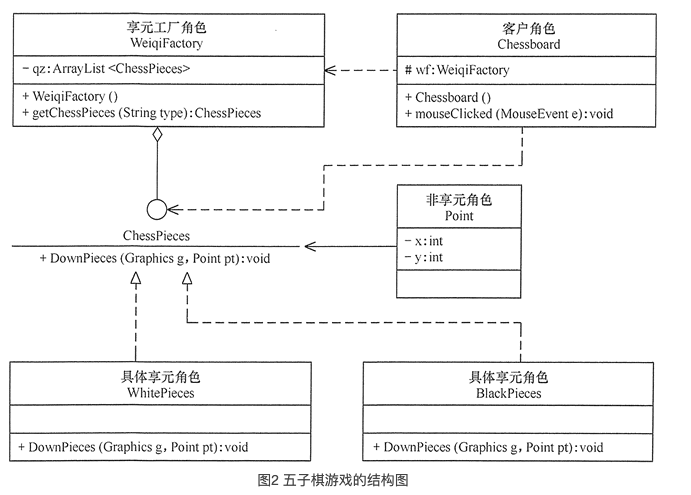 享元工厂角色
WeiqiFactory
− qz:ArrayList <ChessPieces>
+ WeiqiFactory ()
+ getChessPieces (String type):ChessPieces
客户角色
Chessboard
# wf:WeiqiFactory
+ Chessboard ()
+ mouseClicked (MouseEvent e):void
ChessPieces
+ DownPieces (Graphics g，Point pt):void
非享元角色
Point
− x:int
− y:int
具体享元角色
WhitePieces
+ DownPieces (Graphics g，Point pt):void
具体享元角色
BlackPieces
+ DownPieces (Graphics g，Point pt):void
图2 五子棋游戏的结构图